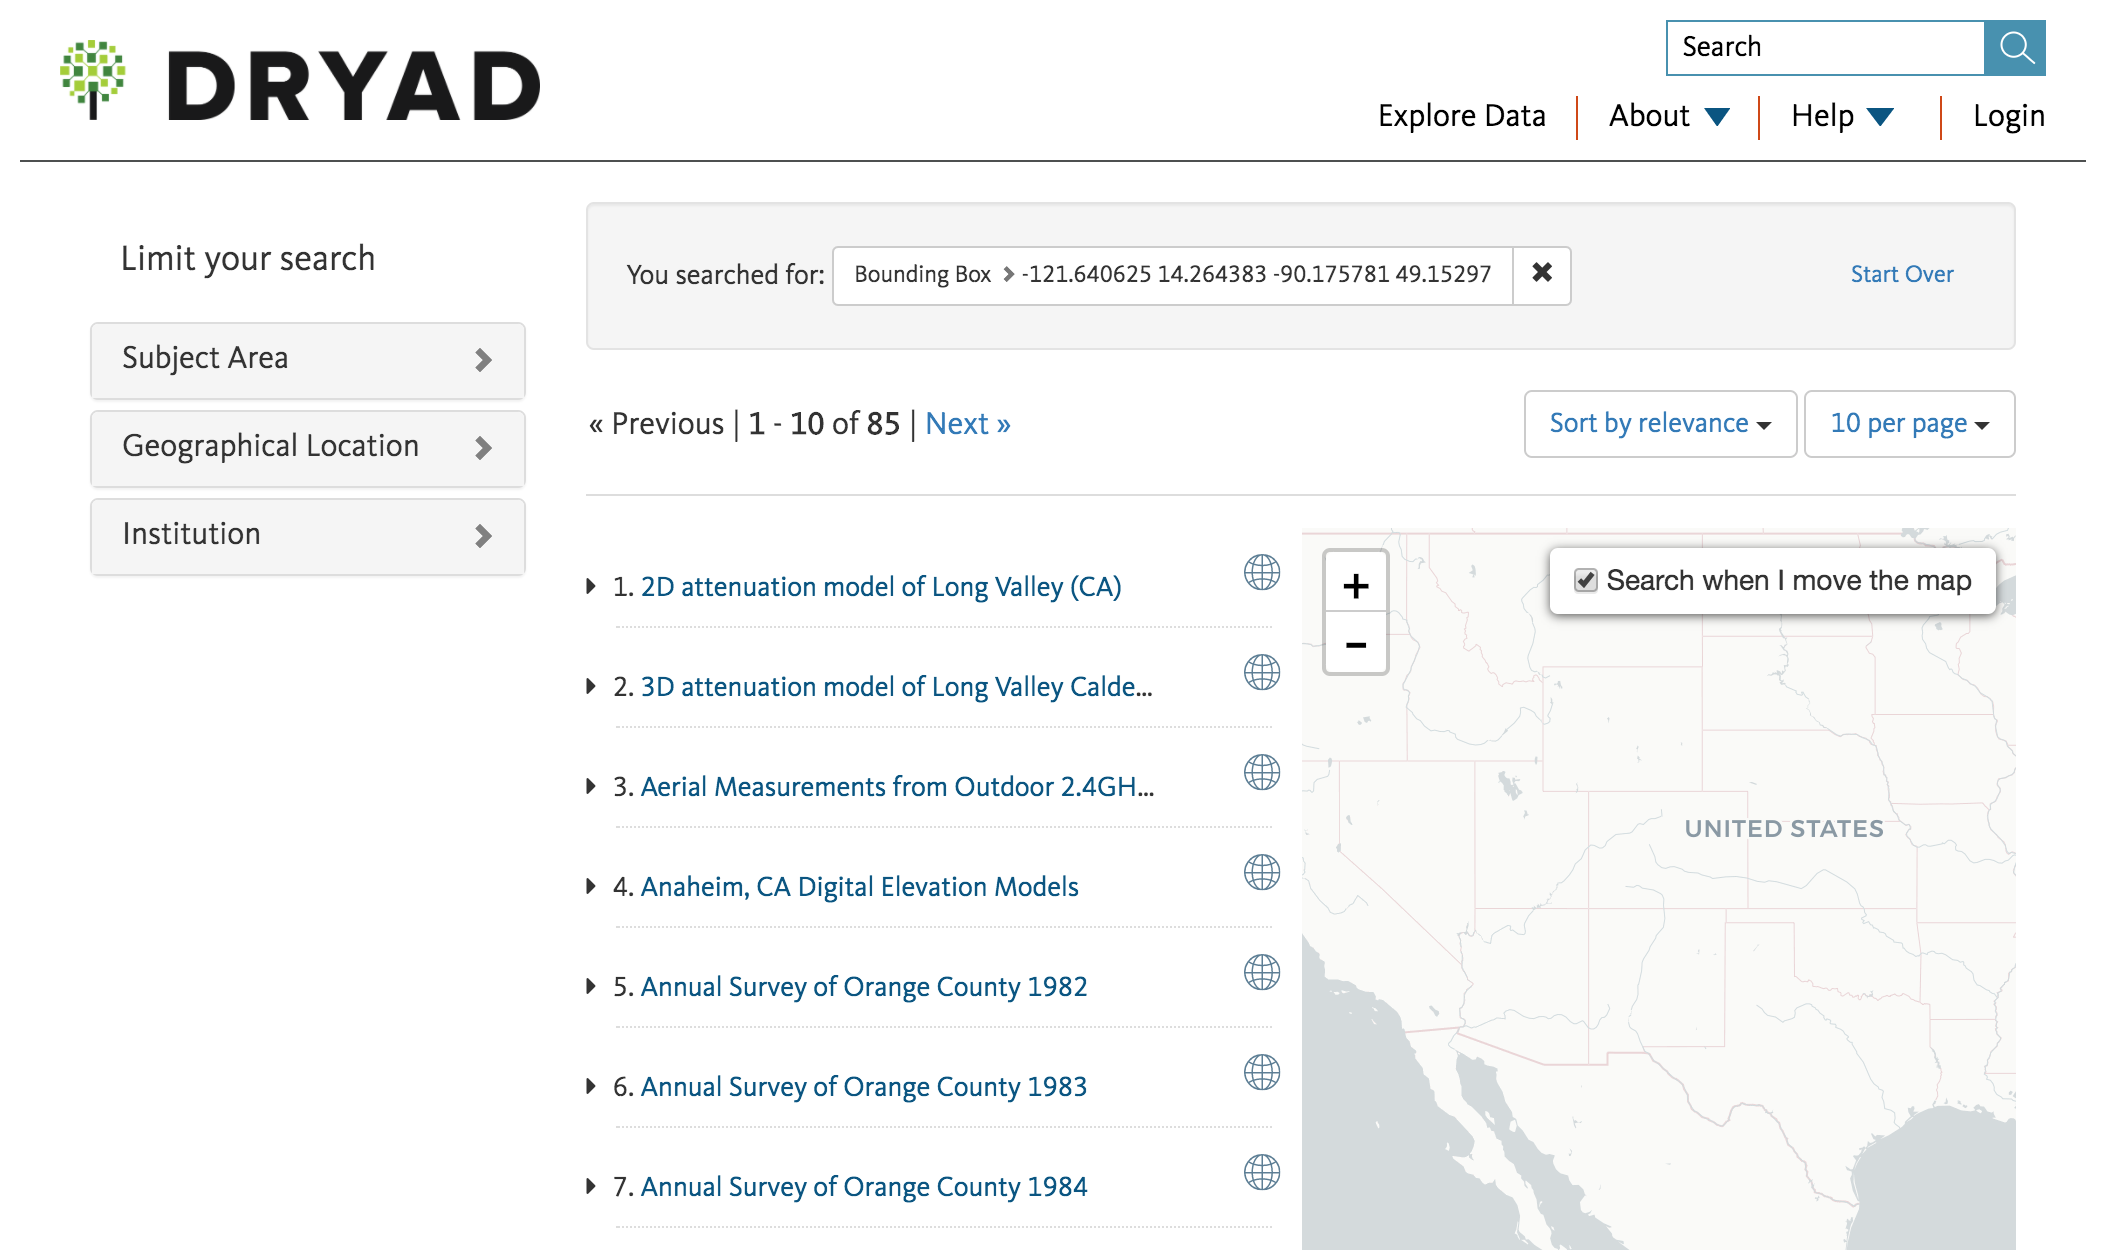 DRYAD
Search
Explore Data
About
Help
Login
Limit your search
Subject Area
Geographical Location
Institution
You searched for: Bounding Box > -121.640625 14.264383 -90.175781 49.15297 ✖
Start Over
« Previous | 1 - 10 of 85 | Next »
Sort by relevance
10 per page
1. 2D attenuation model of Long Valley (CA)
2. 3D attenuation model of Long Valley Calde...
3. Aerial Measurements from Outdoor 2.4GH...
4. Anaheim, CA Digital Elevation Models
5. Annual Survey of Orange County 1982
6. Annual Survey of Orange County 1983
7. Annual Survey of Orange County 1984
+
−
Search when I move the map
UNITED STATES